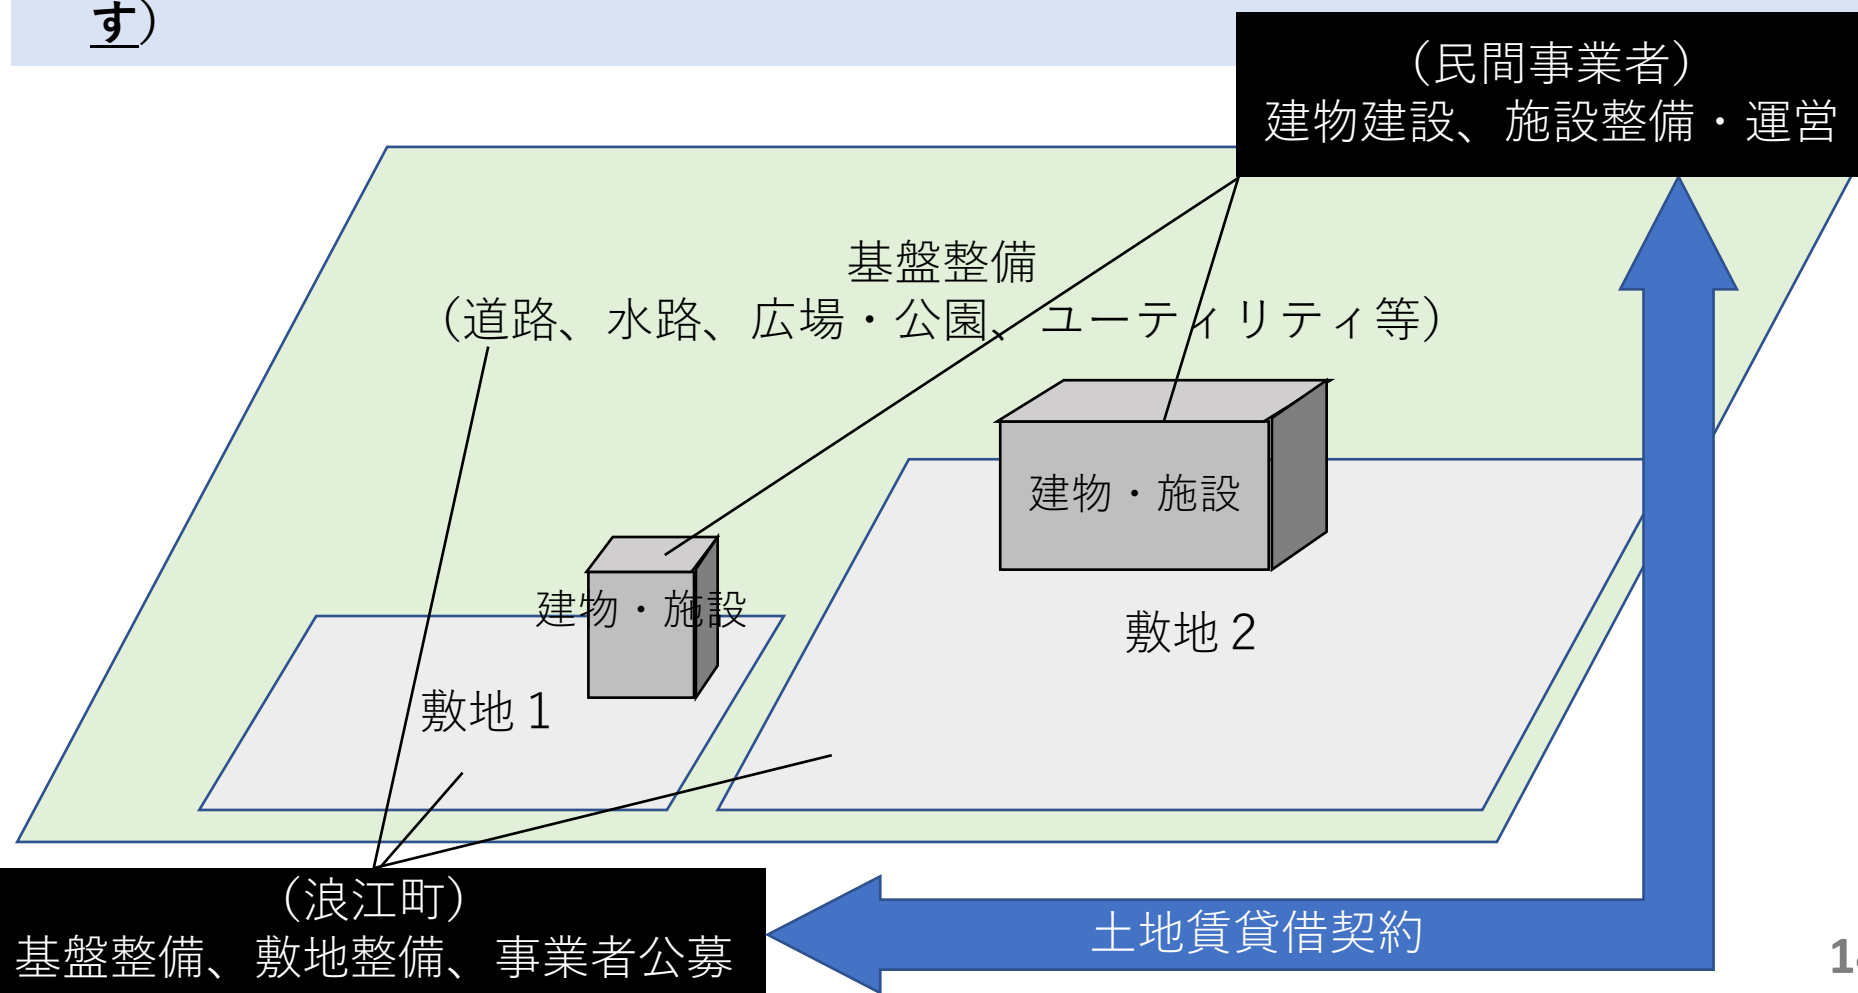 す）
（民間事業者）
建物建設、施設整備・運営
基盤整備
（道路、水路、広場・公園、ユーティリティ等）
建物・施設
建物・施設
敷地２
敷地１
（浪江町）
基盤整備、敷地整備、事業者公募
土地賃貸借契約